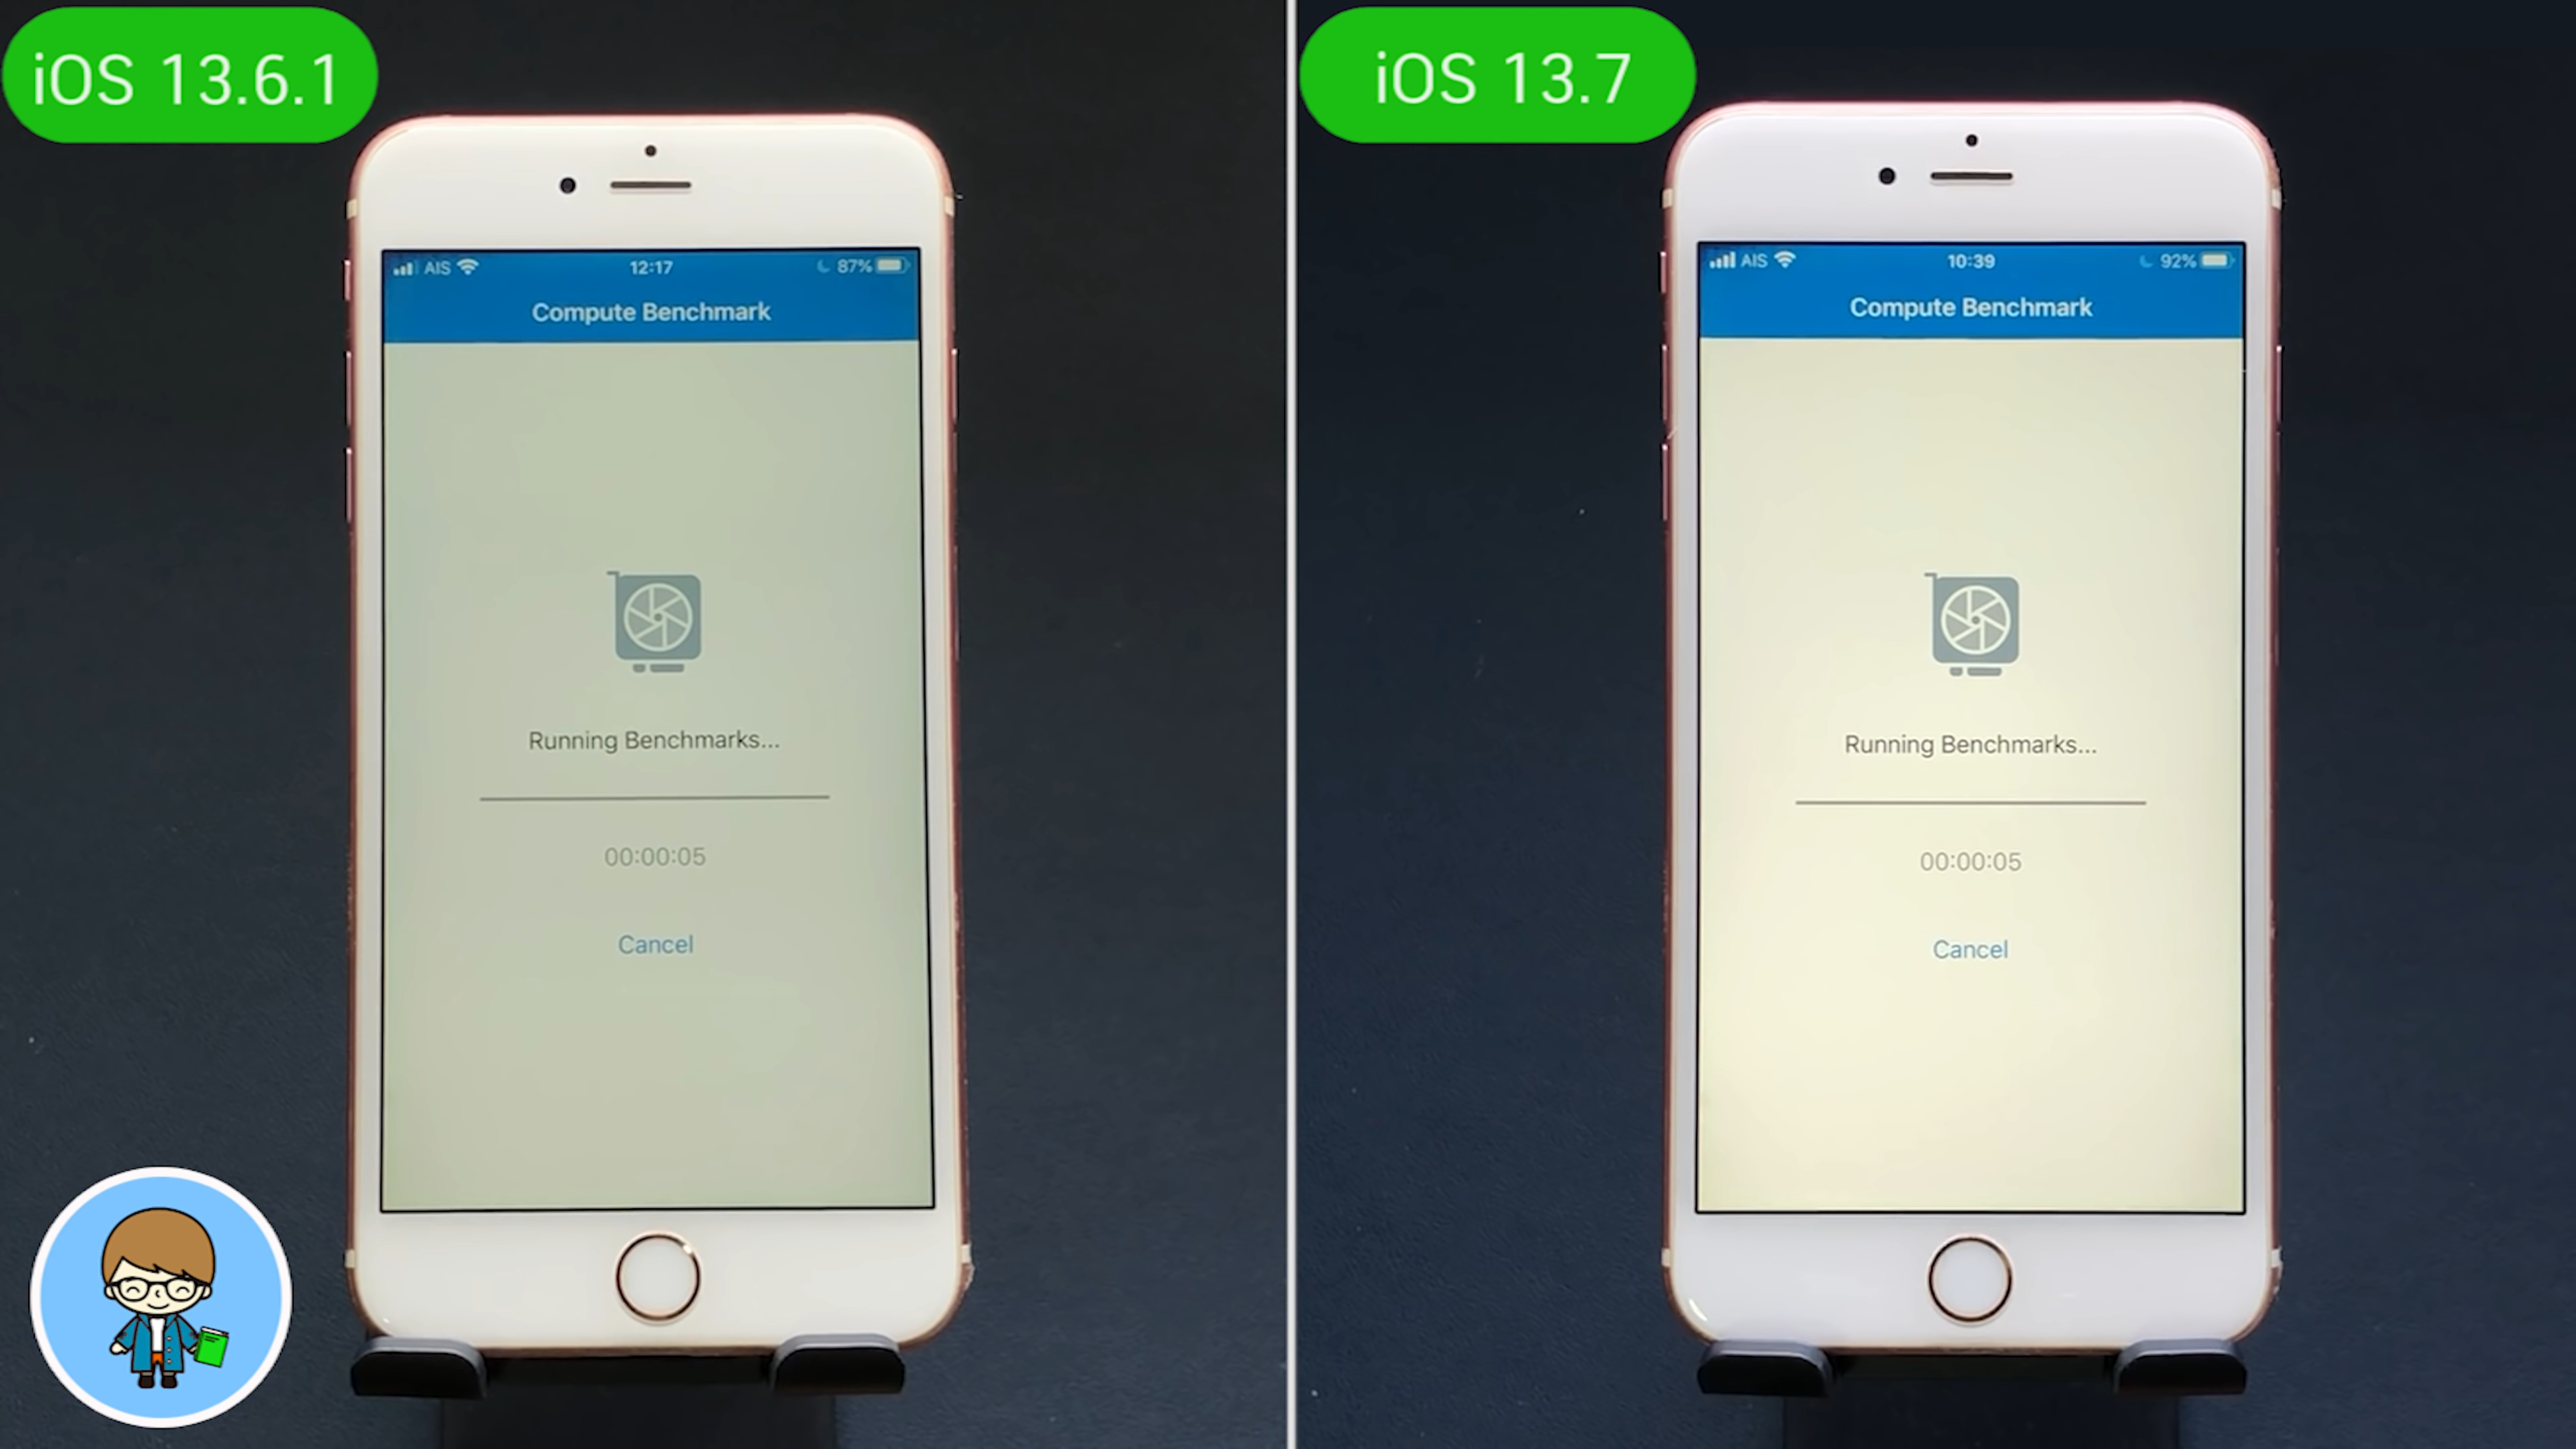 iOS 13.6.1
AIS
12:17
87%
Compute Benchmark
Running Benchmarks...
00:00:05
Cancel
iOS 13.7
AIS
10:39
92%
Compute Benchmark
Running Benchmarks...
00:00:05
Cancel